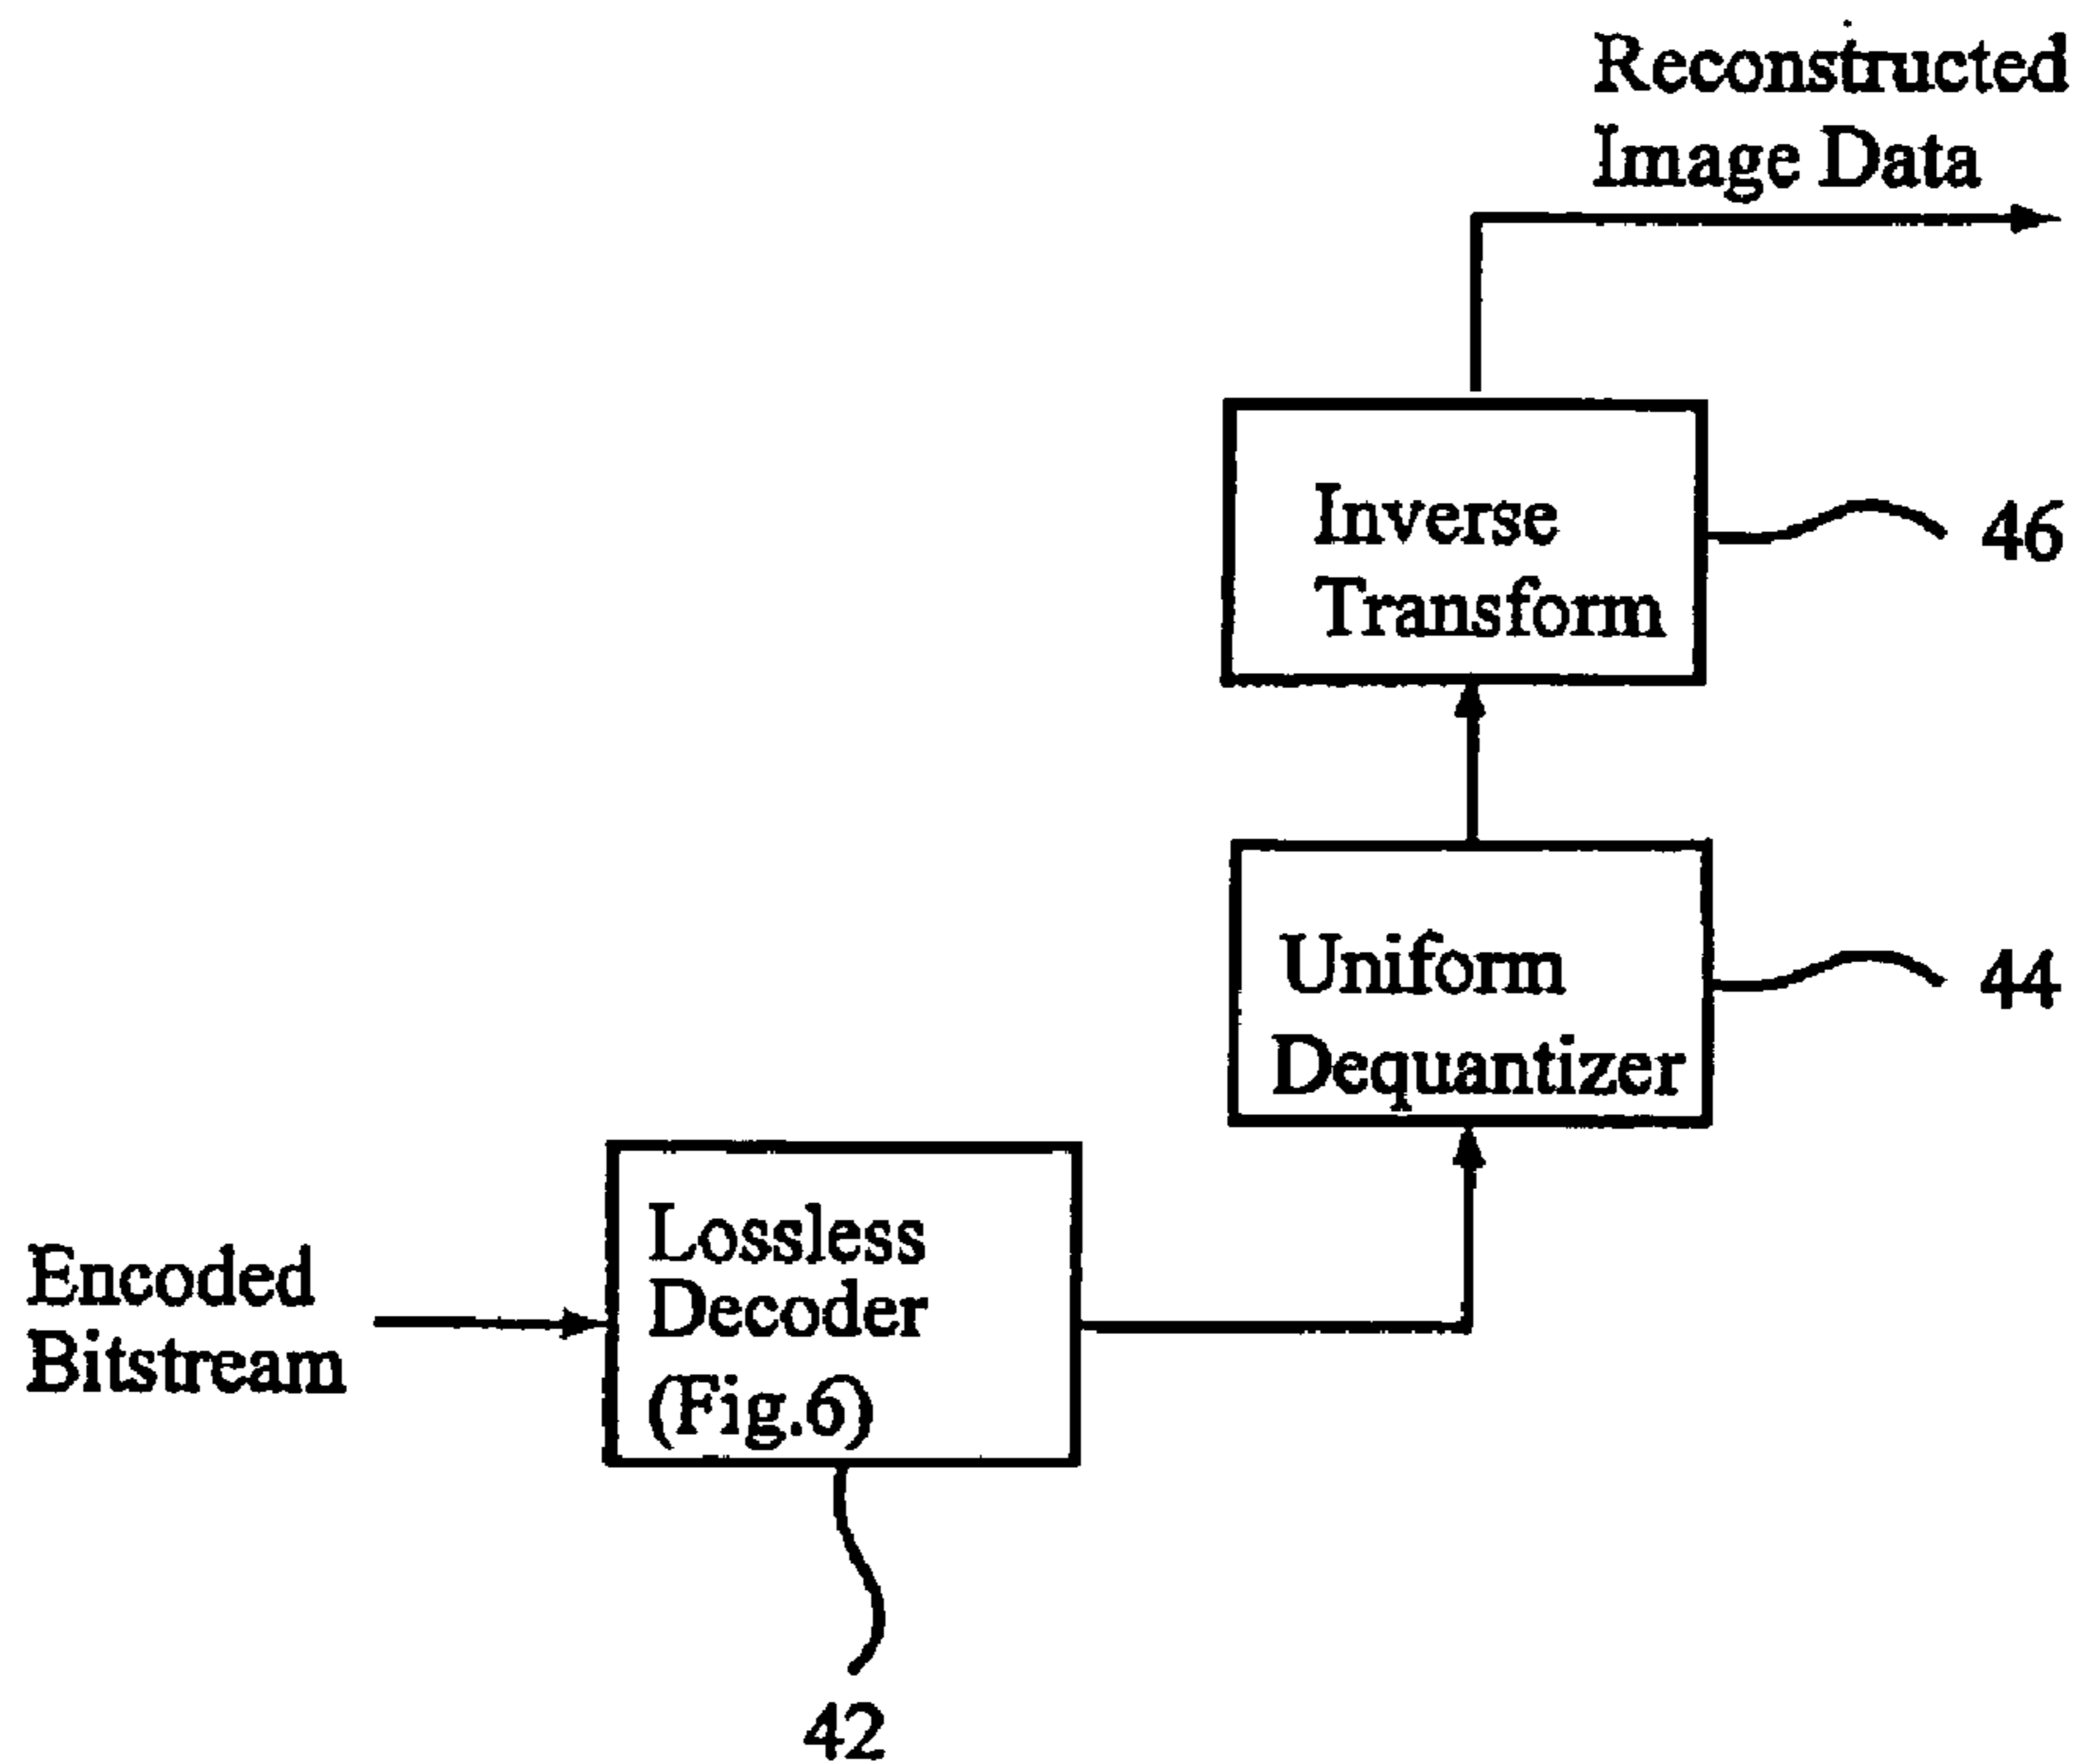 Reconstructed
Image Data
Inverse
Transform
46
Uniform
Dequantizer
44
Lossless
Decoder
(Fig.6)
Encoded
Bitstream
42